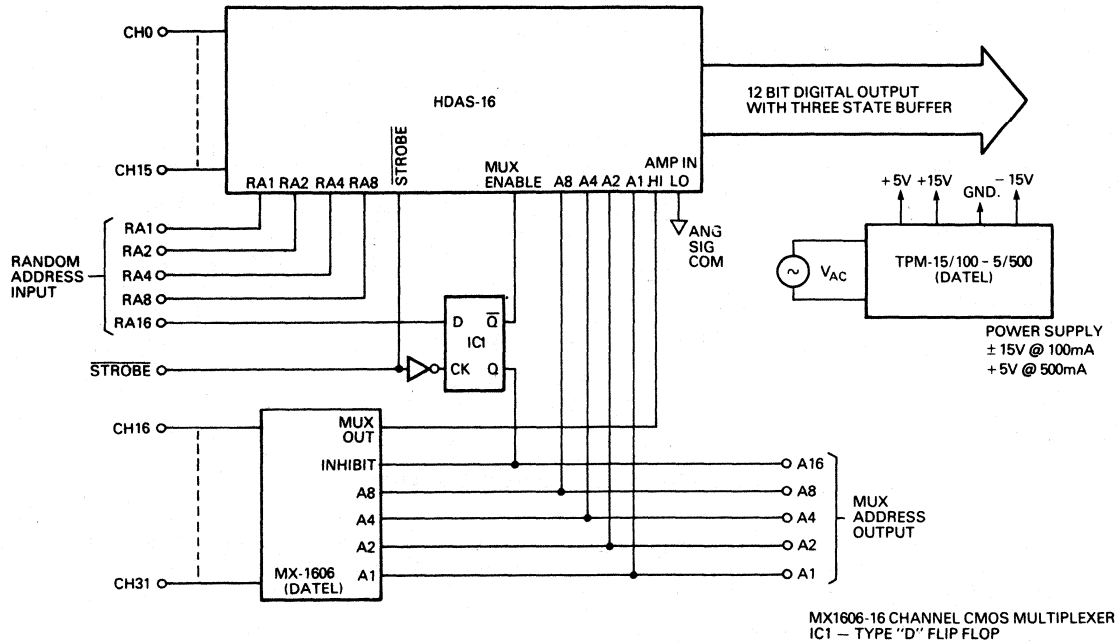 CH0
CH15
HDAS-16
12 BIT DIGITAL OUTPUT
WITH THREE STATE BUFFER
RA1 RA2 RA4 RA8
STROBE
MUX
ENABLE
A8 A4 A2 A1
AMP IN
HI LO
ANG
SIG
COM
RANDOM
ADDRESS
INPUT
RA1
RA2
RA4
RA8
RA16
STROBE
D Q
IC1
CK Q
+5V +15V
GND.
- 15V
VAC
TPM-15/100 - 5/500
(DATEL)
POWER SUPPLY
± 15V @ 100mA
+5V @ 500mA
CH16
CH31
MUX
OUT
INHIBIT
A8
A4
A2
A1
MX-1606
(DATEL)
A16
A8
A4
A2
A1
MUX
ADDRESS
OUTPUT
MX1606-16 CHANNEL CMOS MULTIPLEXER
IC1 — TYPE "D" FLIP FLOP